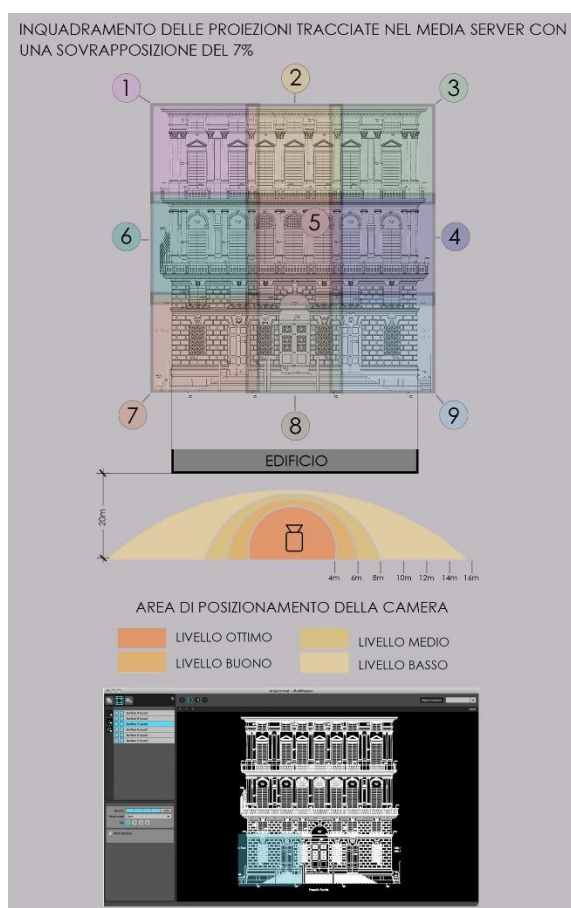 INQUADRAMENTO DELLE PROIEZIONI TRACCIATE NEL MEDIA SERVER CON
UNA SOVRAPPOSIZIONE DEL 7%
1
2
3
6
5
4
7
8
9
EDIFICIO
20m
4m 6m 8m 10m 12m 14m 16m
AREA DI POSIZIONAMENTO DELLA CAMERA
LIVELLO OTTIMO
LIVELLO MEDIO
LIVELLO BUONO
LIVELLO BASSO